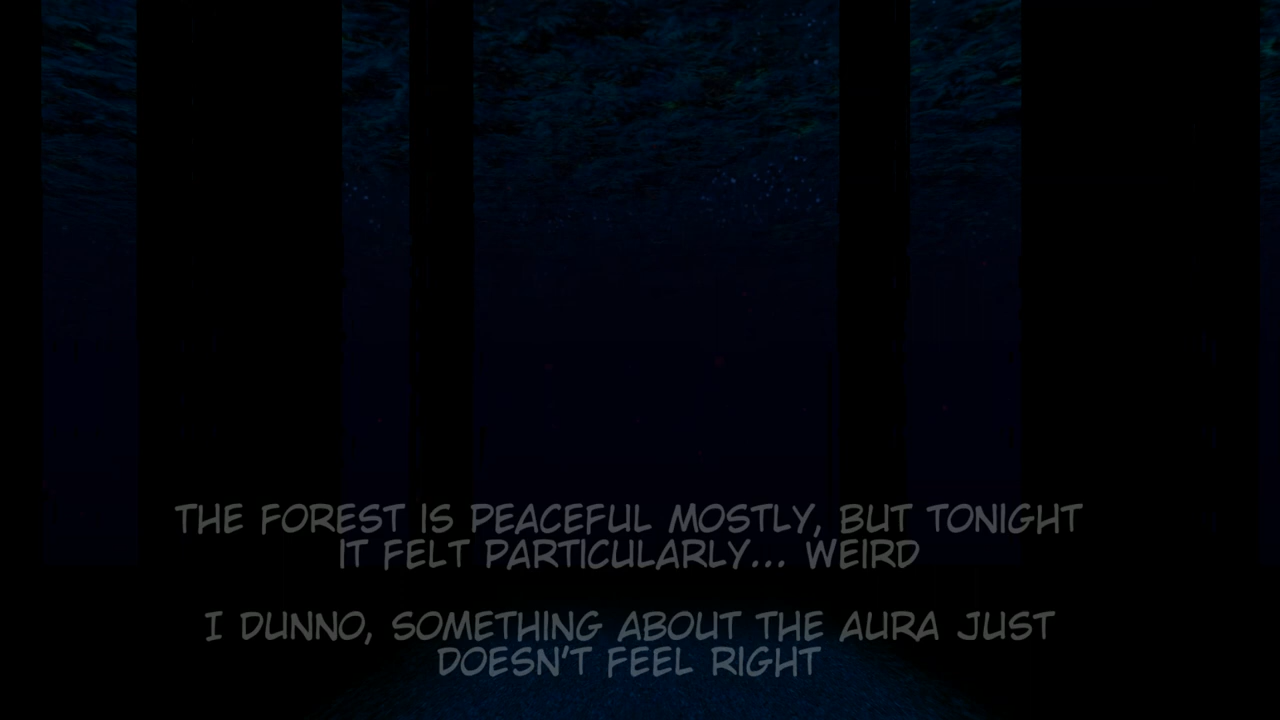 THE FOREST IS PEACEFUL MOSTLY, BUT TONIGHT
IT FELT PARTICULARLY... WEIRD
I DUNNO, SOMETHING ABOUT THE AURA JUST
DOESN'T FEEL RIGHT